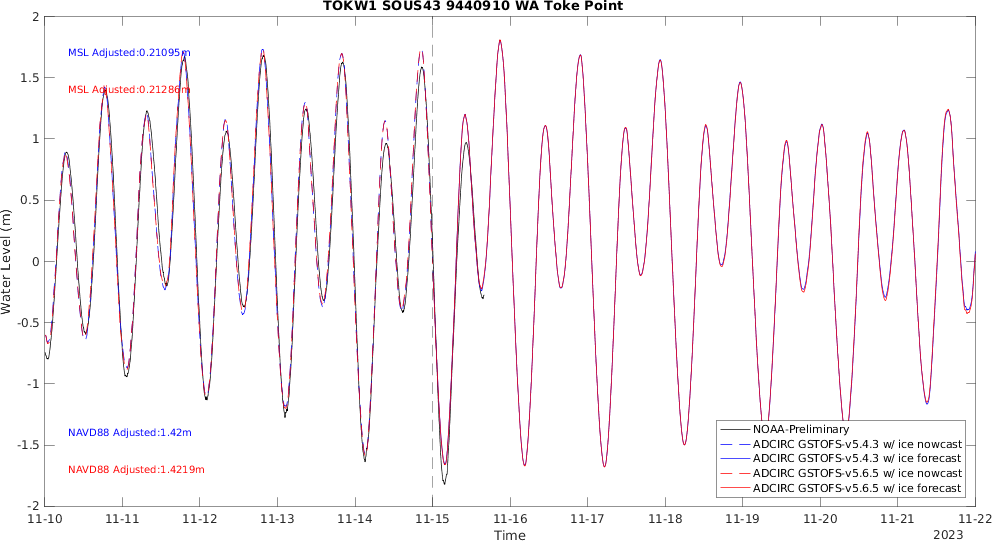 TOKW1 SOUS43 9440910 WA Toke Point
MSL Adjusted:0.21095m
MSL Adjusted:0.21286m
NAVD88 Adjusted:1.42m
NAVD88 Adjusted:1.4219m
Water Level (m)
2
1.5
1
0.5
0
-0.5
-1
-1.5
-2
NOAA-Preliminary
ADCIRC GSTOFS-v5.4.3 w/ ice nowcast
ADCIRC GSTOFS-v5.4.3 w/ ice forecast
ADCIRC GSTOFS-v5.6.5 w/ ice nowcast
ADCIRC GSTOFS-v5.6.5 w/ ice forecast
11-10 11-11 11-12 11-13 11-14 11-15 11-16 11-17 11-18 11-19 11-20 11-21 11-22
Time
2023